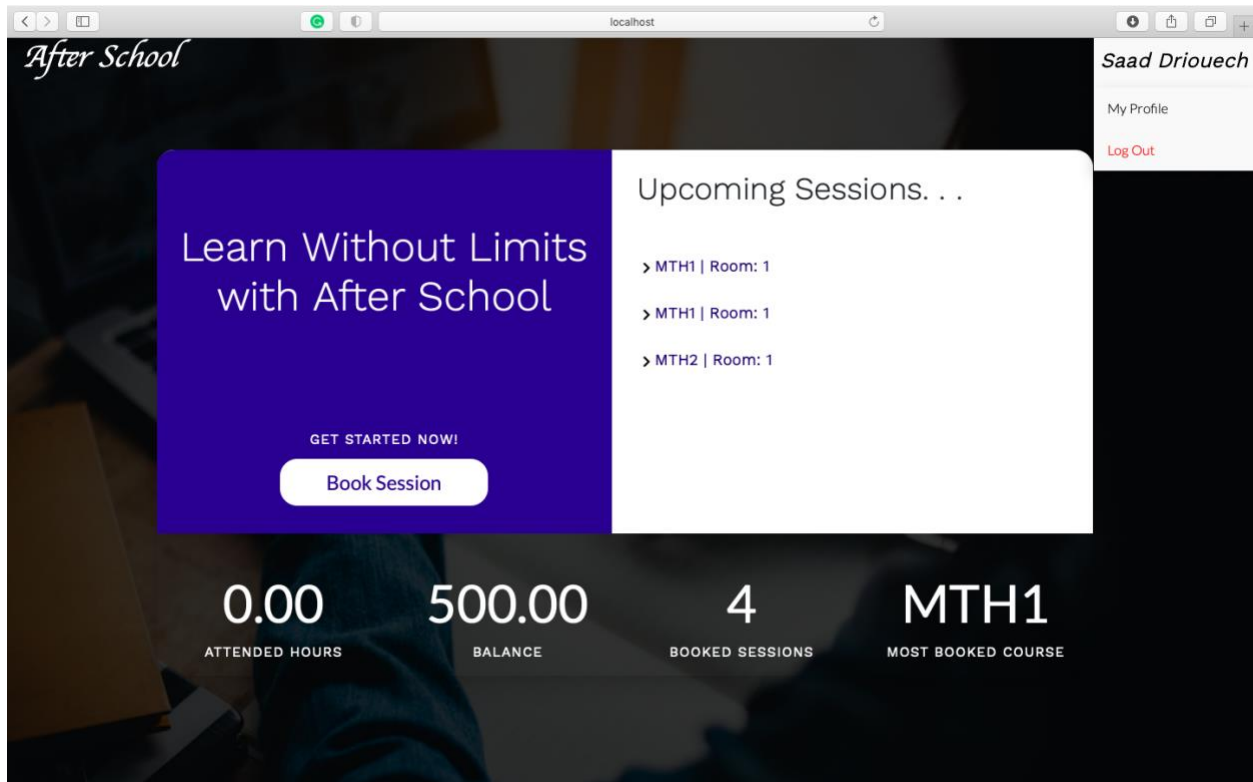 localhost
After School
Saad Driouech
My Profile
Log Out
Learn Without Limits
with After School
GET STARTED NOW!
Book Session
Upcoming Sessions. . .
MTH1 | Room: 1
MTH1 | Room: 1
MTH2 | Room: 1
0.00
ATTENDED HOURS
500.00
BALANCE
4
BOOKED SESSIONS
MTH1
MOST BOOKED COURSE